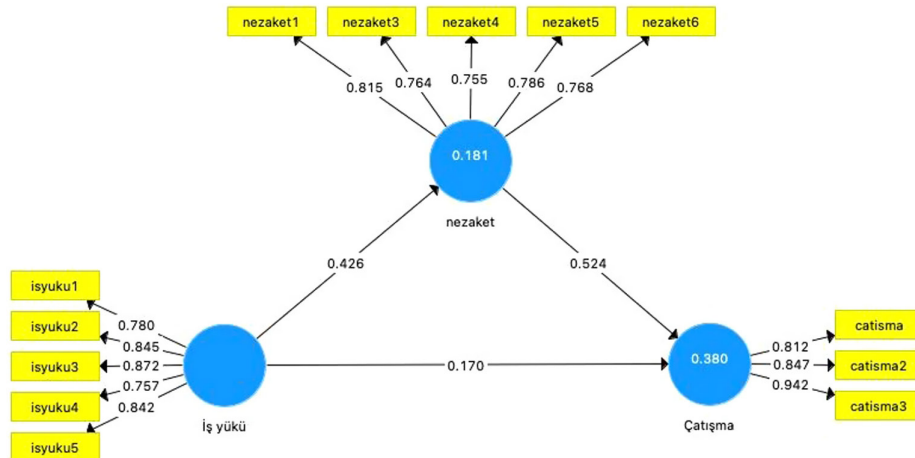 nezaket1 nezaket3 nezaket4 nezaket5 nezaket6
0.815 0.764 0.755 0.786 0.768
0.181
nezaket
0.426 0.524
isyuku1
isyuku2
isyuku3
isyuku4
isyuku5
0.780
0.845
0.872
0.757
0.842
İş yükü
0.170
0.380
Çatışma
0.812
0.847
0.942
catisma
catisma2
catisma3